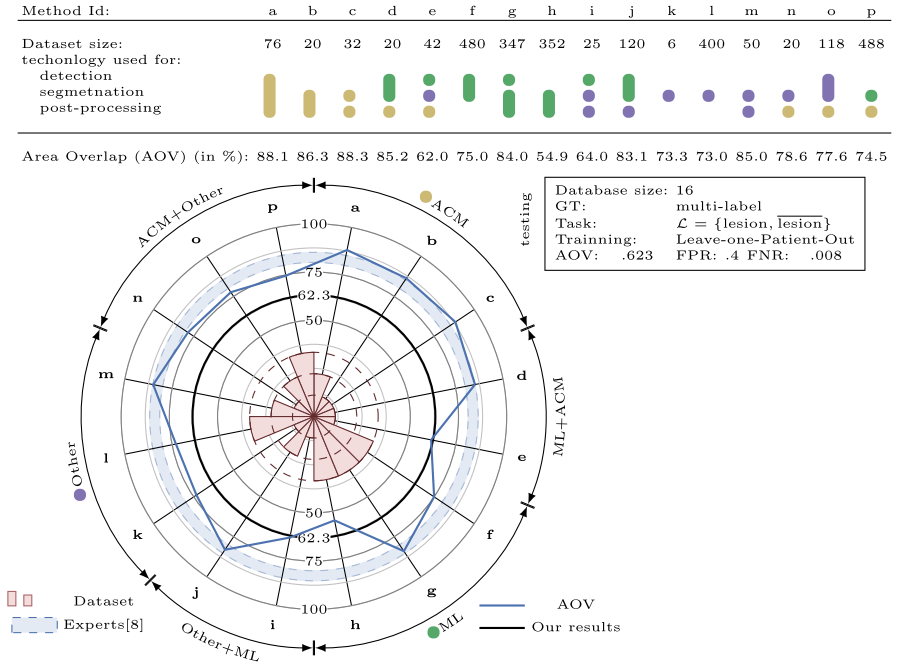 Method Id: a b c d e f g h i j k l m n o p
Dataset size: 76 20 32 20 42 480 347 352 25 120 6 400 50 20 118 488
techonlogy used for:
detection
segmetnation
post-processing
Area Overlap (AOV) (in %): 88.1 86.3 88.3 85.2 62.0 75.0 84.0 54.9 64.0 83.1 73.3 73.0 85.0 78.6 77.6 74.5
testing
Database size: 16
GT: multi-label
Task: ℒ = {lesion, l̅e̅s̅i̅o̅n̅}
Trainning: Leave-one-Patient-Out
AOV: .623 FPR: .4 FNR: .008
ACM+Other
ACM
ML+ACM
ML
Other+ML
Other
p a
o b
n c
m d
l e
k f
j g
i h
100
75
62.3
50
50
62.3
75
100
Dataset
Experts[8]
AOV
Our results